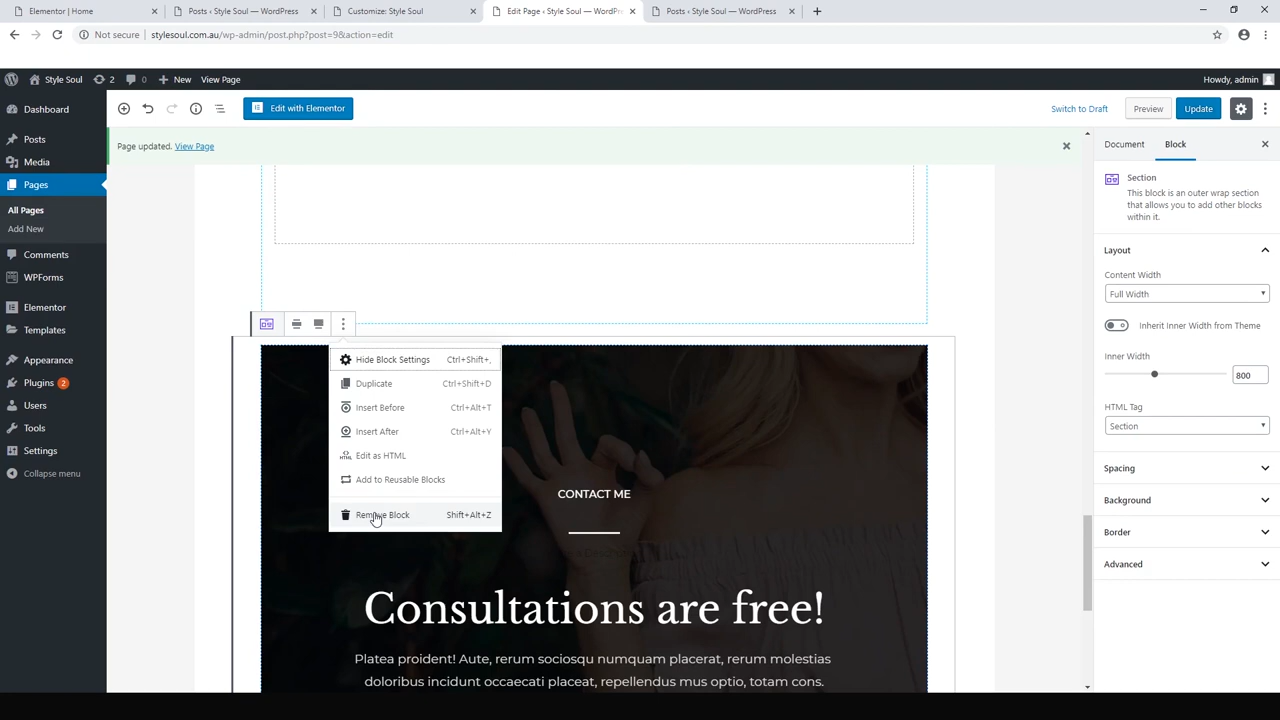 Elementor | Home
Posts ‹ Style Soul — WordPress
Customize: Style Soul
Edit Page ‹ Style Soul — WordPr
Posts ‹ Style Soul — WordPress
Not secure | stylesoul.com.au/wp-admin/post.php?post=9&action=edit
Style Soul 2 0 New View Page
Howdy, admin
Dashboard
Posts
Media
Pages
All Pages
Add New
Comments
WPForms
Elementor
Templates
Appearance
Plugins 2
Users
Tools
Settings
Collapse menu
Edit with Elementor
Switch to Draft
Preview
Update
Page updated. View Page
Hide Block Settings Ctrl+Shift+,
Duplicate Ctrl+Shift+D
Insert Before Ctrl+Alt+T
Insert After Ctrl+Alt+Y
Edit as HTML
Add to Reusable Blocks
Remove Block Shift+Alt+Z
CONTACT ME
Consultations are free!
Platea proident! Aute, rerum sociosqu numquam placerat, rerum molestias
doloribus incidunt occaecati placeat, repellendus mus optio, totam cons.
Document
Block
Section
This block is an outer wrap section
that allows you to add other blocks
within it.
Layout
Content Width
Full Width
Inherit Inner Width from Theme
Inner Width
800
HTML Tag
Section
Spacing
Background
Border
Advanced